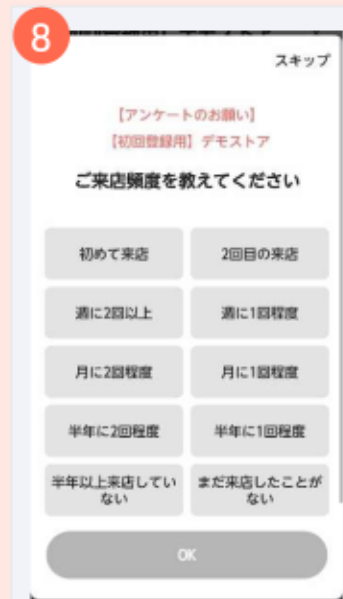 8
スキップ
【アンケートのお願い】
【初回登録用】デモストア
ご来店頻度を教えてください
初めて来店
2回目の来店
週に2回以上
週に1回程度
月に2回程度
月に1回程度
半年に2回程度
半年に1回程度
半年以上来店してい
ない
まだ来店したことが
ない
OK